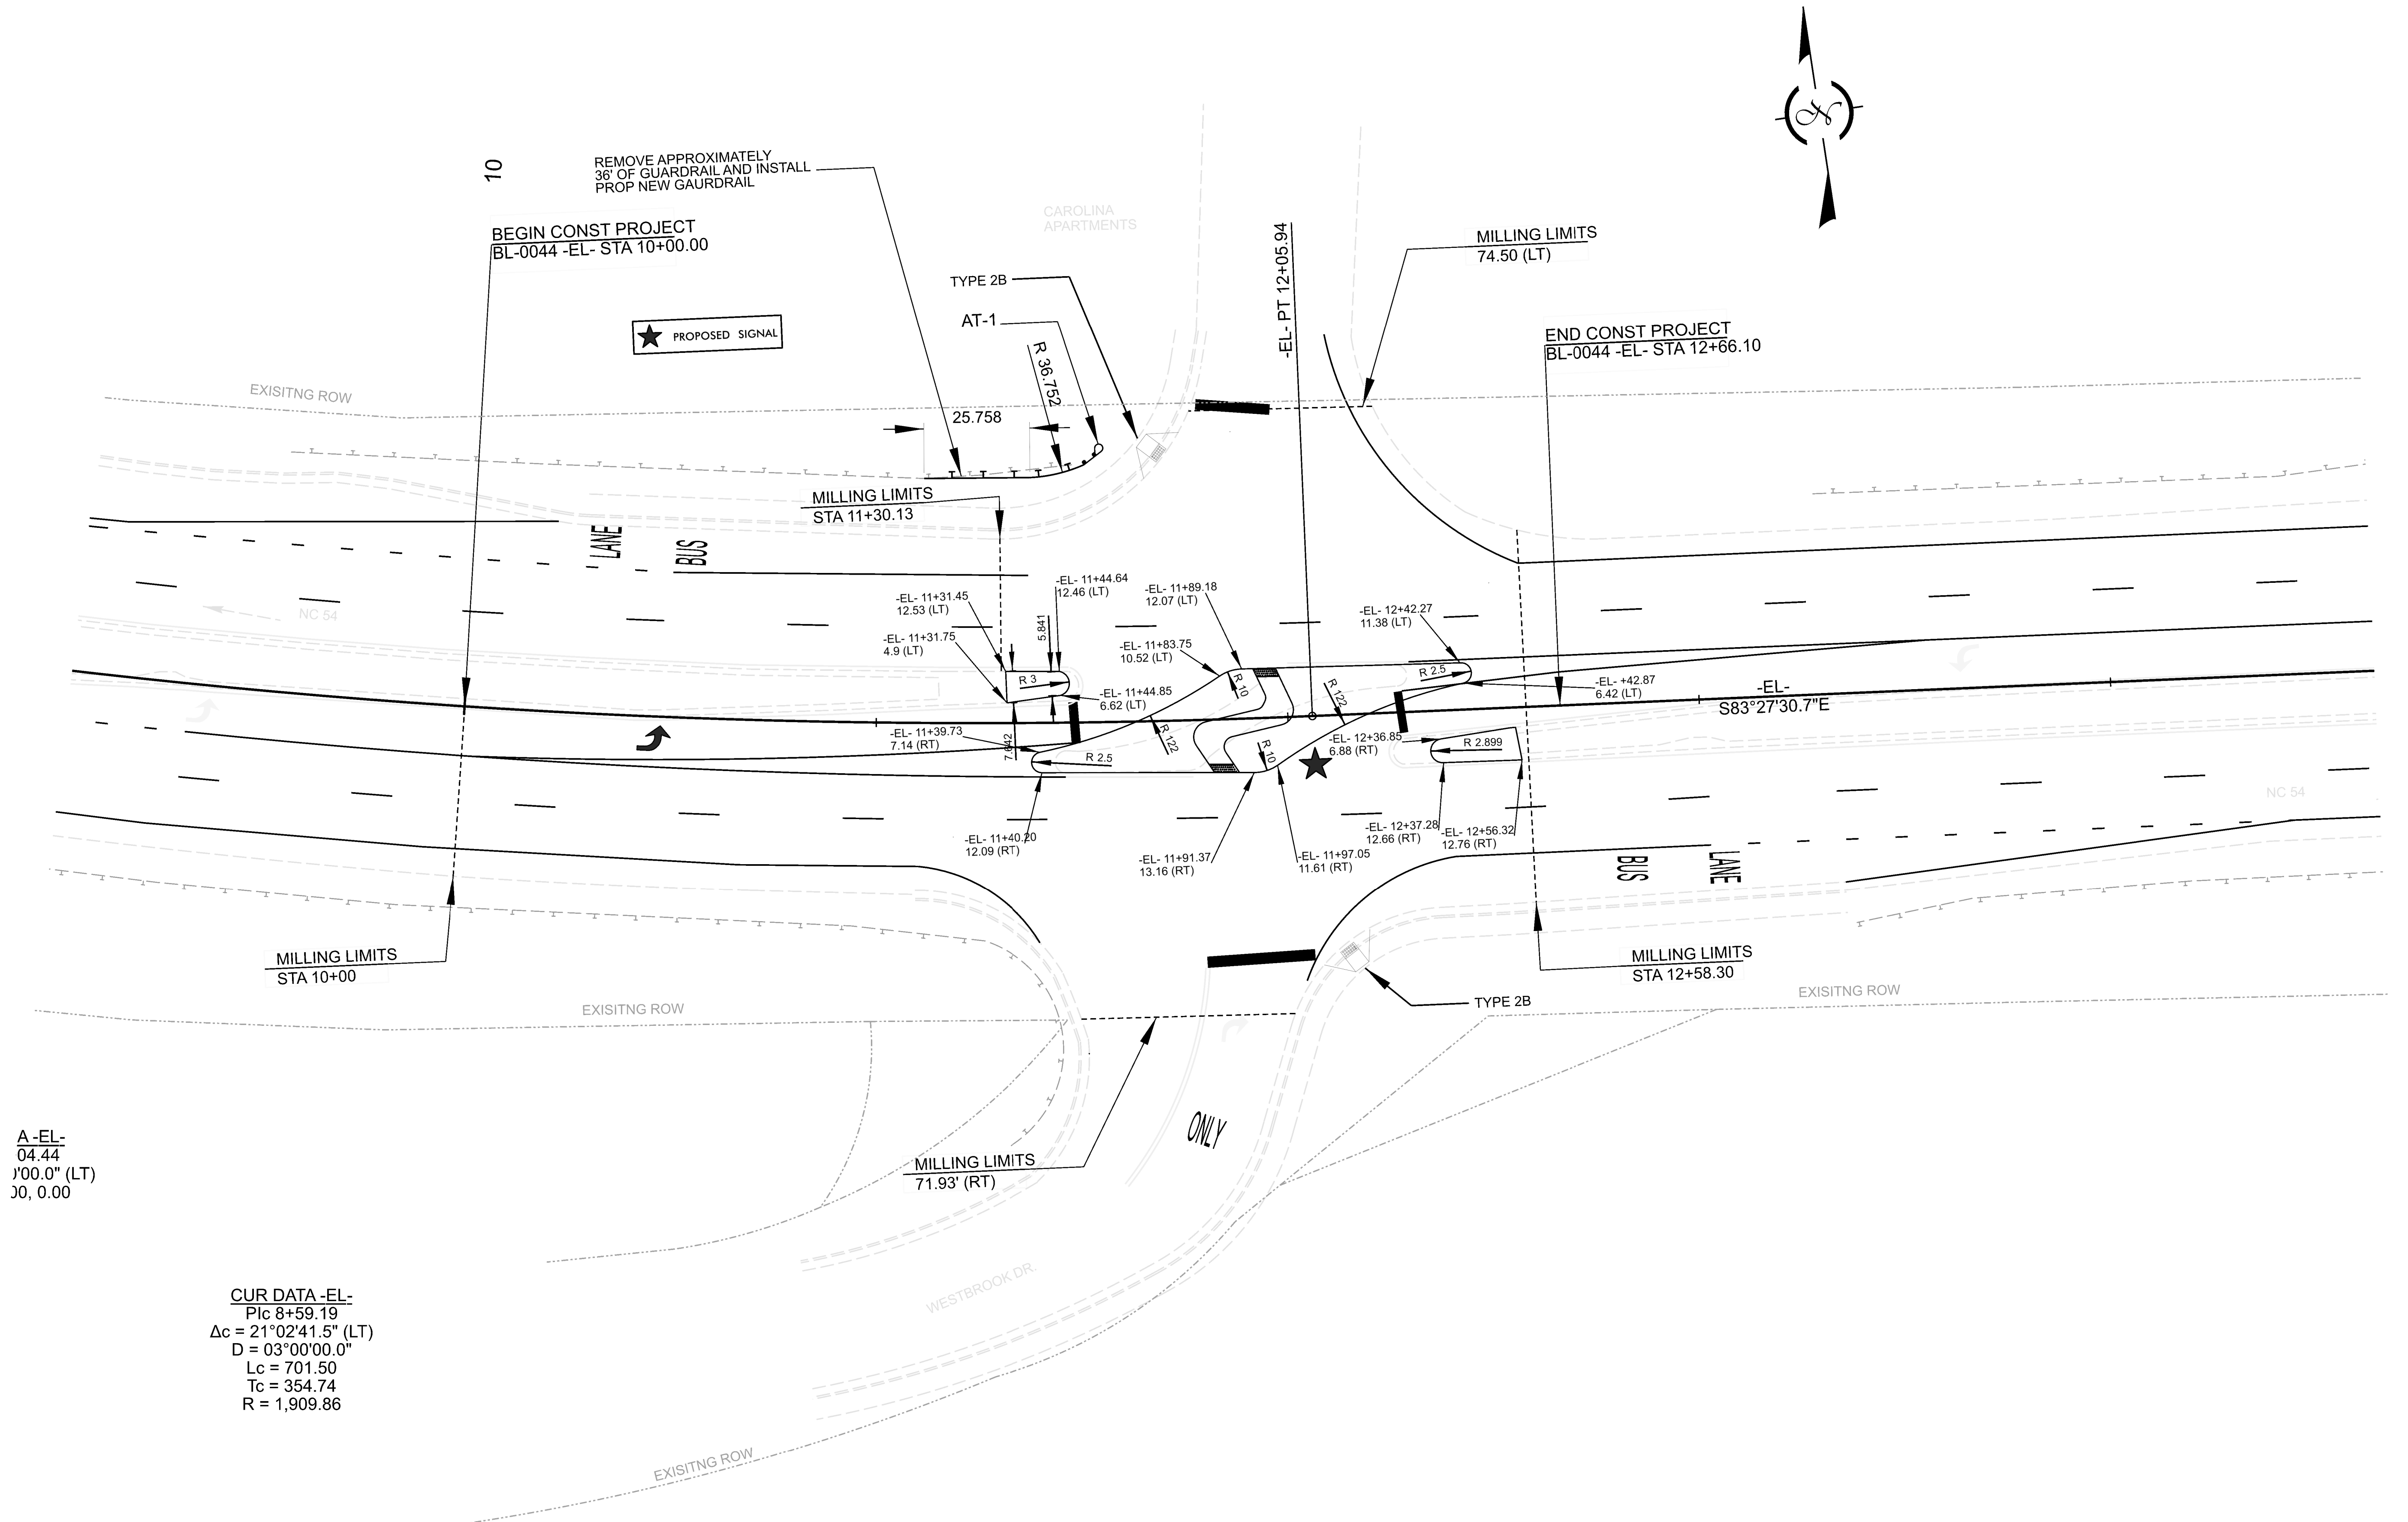 10
REMOVE APPROXIMATELY
36' OF GUARDRAIL AND INSTALL
PROP NEW GAURDRAIL
BEGIN CONST PROJECT
BL-0044 -EL- STA 10+00.00
PROPOSED SIGNAL
CAROLINA
APARTMENTS
TYPE 2B
AT-1
R 36.752
25.758
-EL- PT 12+05.94
MILLING LIMITS
74.50 (LT)
END CONST PROJECT
BL-0044 -EL- STA 12+66.10
EXISITNG ROW
MILLING LIMITS
STA 11+30.13
LANE
BUS
NC 54
-EL- 11+31.45
12.53 (LT)
-EL- 11+31.75
4.9 (LT)
5.841
-EL- 11+44.64
12.46 (LT)
-EL- 11+89.18
12.07 (LT)
-EL- 11+83.75
10.52 (LT)
-EL- 12+42.27
11.38 (LT)
R 3
R 10
R 122
R 2.5
-EL- 11+44.85
6.62 (LT)
-EL- +42.87
6.42 (LT)
-EL-
S83°27'30.7"E
-EL- 11+39.73
7.14 (RT)
7.642
R 2.5
R 122
R 10
-EL- 12+36.85
6.88 (RT)
R 2.899
NC 54
-EL- 11+40.20
12.09 (RT)
-EL- 11+91.37
13.16 (RT)
-EL- 11+97.05
11.61 (RT)
-EL- 12+37.28
12.66 (RT)
-EL- 12+56.32
12.76 (RT)
BUS
LANE
MILLING LIMITS
STA 10+00
MILLING LIMITS
STA 12+58.30
EXISITNG ROW
TYPE 2B
EXISITNG ROW
ONLY
MILLING LIMITS
71.93' (RT)
A -EL-
04.44
'00.0" (LT)
00, 0.00
WESTBROOK DR.
CUR DATA -EL-
PIc 8+59.19
Δc = 21°02'41.5" (LT)
D = 03°00'00.0"
Lc = 701.50
Tc = 354.74
R = 1,909.86
EXISITNG ROW